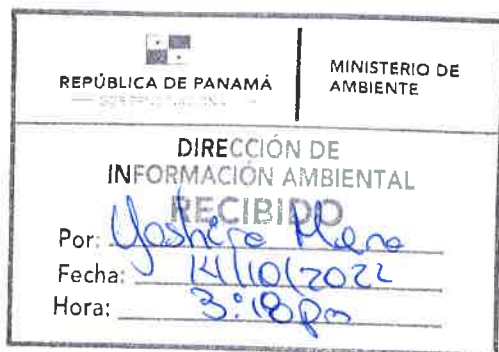 REPÚBLICA DE PANAMÁ
MINISTERIO DE
AMBIENTE
DIRECCIÓN DE
INFORMACIÓN AMBIENTAL
RECIBIDO
Por:
Fecha: 14/10/2022
Hora: 3:18pm